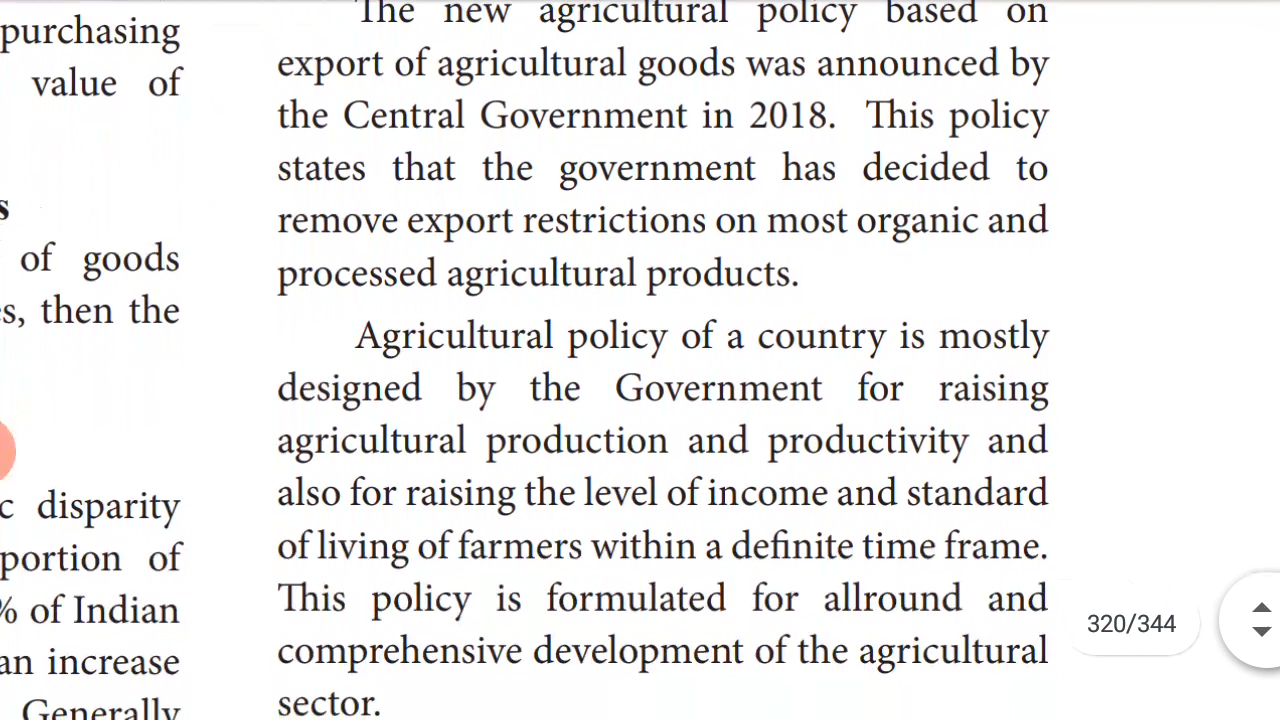 purchasing
value of
s
of goods
s, then the
c disparity
portion of
% of Indian
an increase
Generally
The new agricultural policy based on
export of agricultural goods was announced by
the Central Government in 2018. This policy
states that the government has decided to
remove export restrictions on most organic and
processed agricultural products.
Agricultural policy of a country is mostly
designed by the Government for raising
agricultural production and productivity and
also for raising the level of income and standard
of living of farmers within a definite time frame.
This policy is formulated for allround and
comprehensive development of the agricultural
sector.
320/344